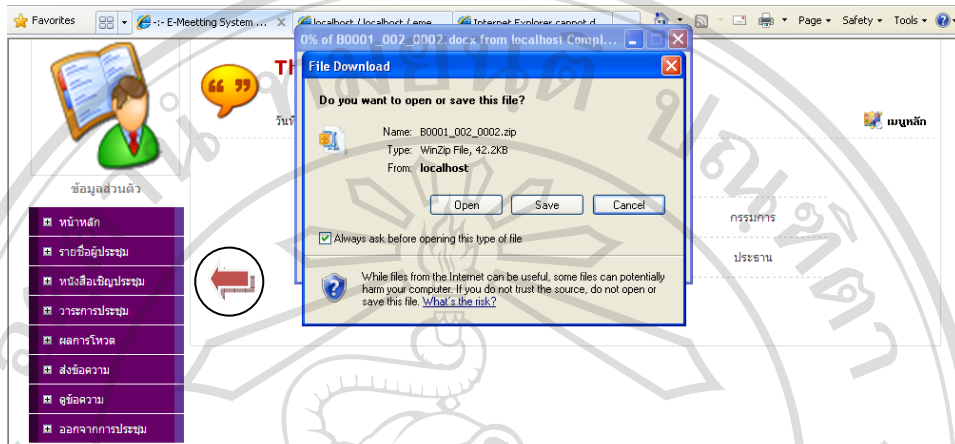 Favorites
-:- E-Meetting System ...
localhost / localhost / eme
Internet Explorer cannot d
Page
Safety
Tools
0% of B0001_002_0002.docx from localhost Compl...
File Download
Th
Do you want to open or save this file?
วันที่
Name: B0001_002_0002.zip
Type: WinZip File, 42.2KB
From: localhost
เมนูหลัก
Open
Save
Cancel
ข้อมูลส่วนตัว
กรรมการ
Always ask before opening this type of file
ประธาน
While files from the Internet can be useful, some files can potentially
harm your computer. If you do not trust the source, do not open or
save this file. What's the risk?
หน้าหลัก
รายชื่อผู้ประชุม
หนังสือเชิญประชุม
วาระการประชุม
ผลการโหวต
ส่งข้อความ
ดูข้อความ
ออกจากการประชุม